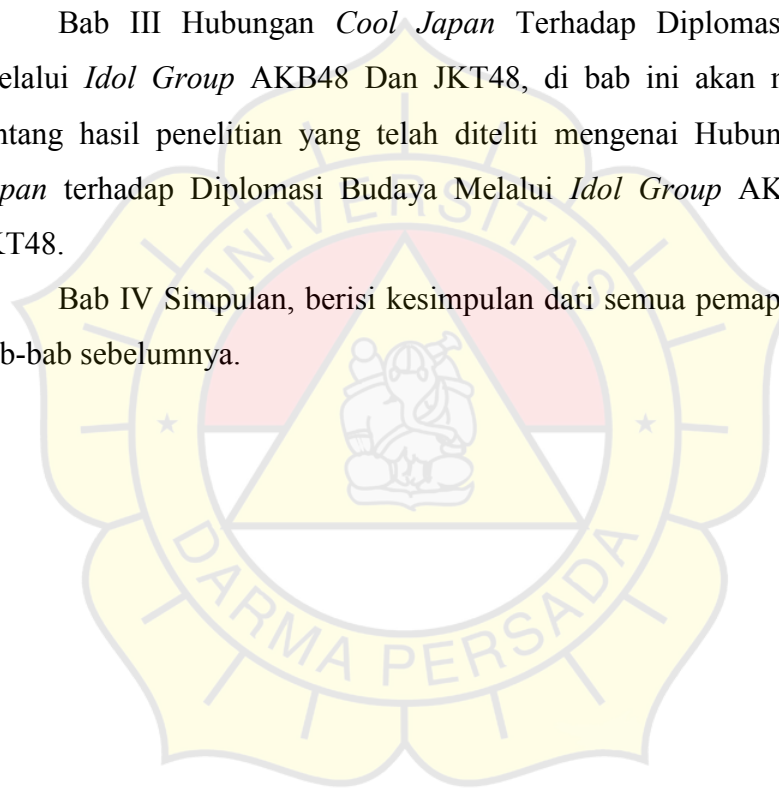 Bab III Hubungan Cool Japan Terhadap Diplomas
elalui Idol Group AKB48 Dan JKT48, di bab ini akan
ntang hasil penelitian yang telah diteliti mengenai Hubun
pan terhadap Diplomasi Budaya Melalui Idol Group AK
KT48.
Bab IV Simpulan, berisi kesimpulan dari semua pemap
b-bab sebelumnya.
UNIVERSITAS
DARMA PERSADA